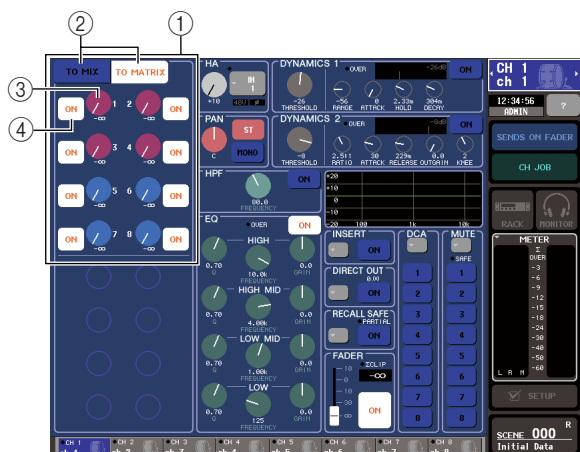 ② ①
③
④
TO MIX TO MATRIX
ON 1 2 ON
-∞ -∞
ON 3 4 ON
-∞ -∞
ON 5 6 ON
-∞ -∞
ON 7 8 ON
-∞ -∞
HA
IN 1
+10 48V Ø
PAN
ST
C MONO
HPF ON
80.0
FREQUENCY
EQ OVER ON
HIGH
0.70 10.0k 0.0
Q FREQUENCY GAIN
HIGH MID
0.70 4.00k 0.0
Q FREQUENCY GAIN
LOW MID
0.70 1.00k 0.0
Q FREQUENCY GAIN
LOW
0.70 125 0.0
Q FREQUENCY GAIN
DYNAMICS 1
OVER -26dB ON
-26 -56 0 2.33m 304m
THRESHOLD RANGE ATTACK HOLD DECAY
DYNAMICS 2
OVER -8dB ON
-8 2.5:1 30 229m 0.0 2
THRESHOLD RATIO ATTACK RELEASE OUTGAIN KNEE
+20
+10
0
-10
-20 100 1k 10k
INSERT
ON
DIRECT OUT
0.00
ON
RECALL SAFE
PARTIAL
ON
FADER
ΣCLIP
-∞
10
0
-10
-30
-∞
ON
DCA
1
2
3
4
5
6
7
8
MUTE
SAFE
1
2
3
4
5
6
7
8
CH 1
ch 1
12:34:56
ADMIN
?
SENDS ON FADER
CH JOB
RACK MONITOR
METER
Σ
OVER
-3
-6
-9
-12
-15
-18
-24
-30
-40
-50
-60
L R M
SETUP
R
SCENE 000
Initial Data
CH 1 CH 2 CH 3 CH 4 CH 5 CH 6 CH 7 CH 8